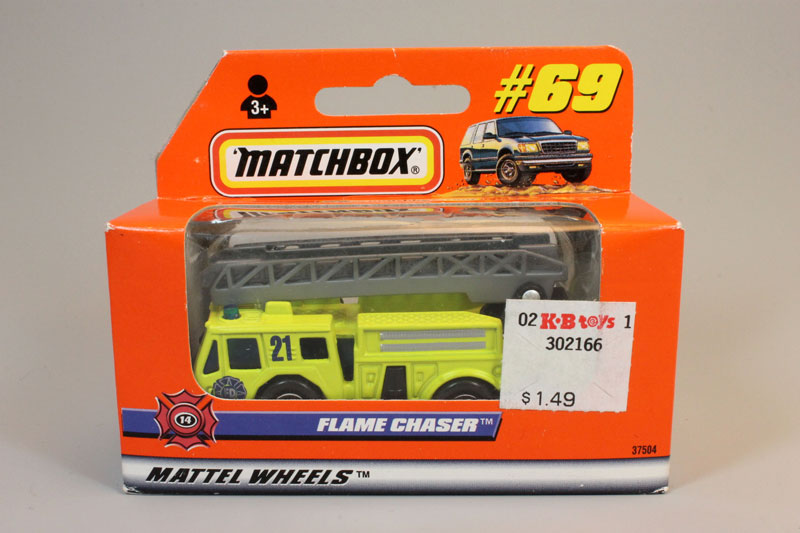 #69
3+
'MATCHBOX'®
02 K·B toys 1
302166
$1.49
21
14
FLAME CHASER™
37504
MATTEL WHEELS™